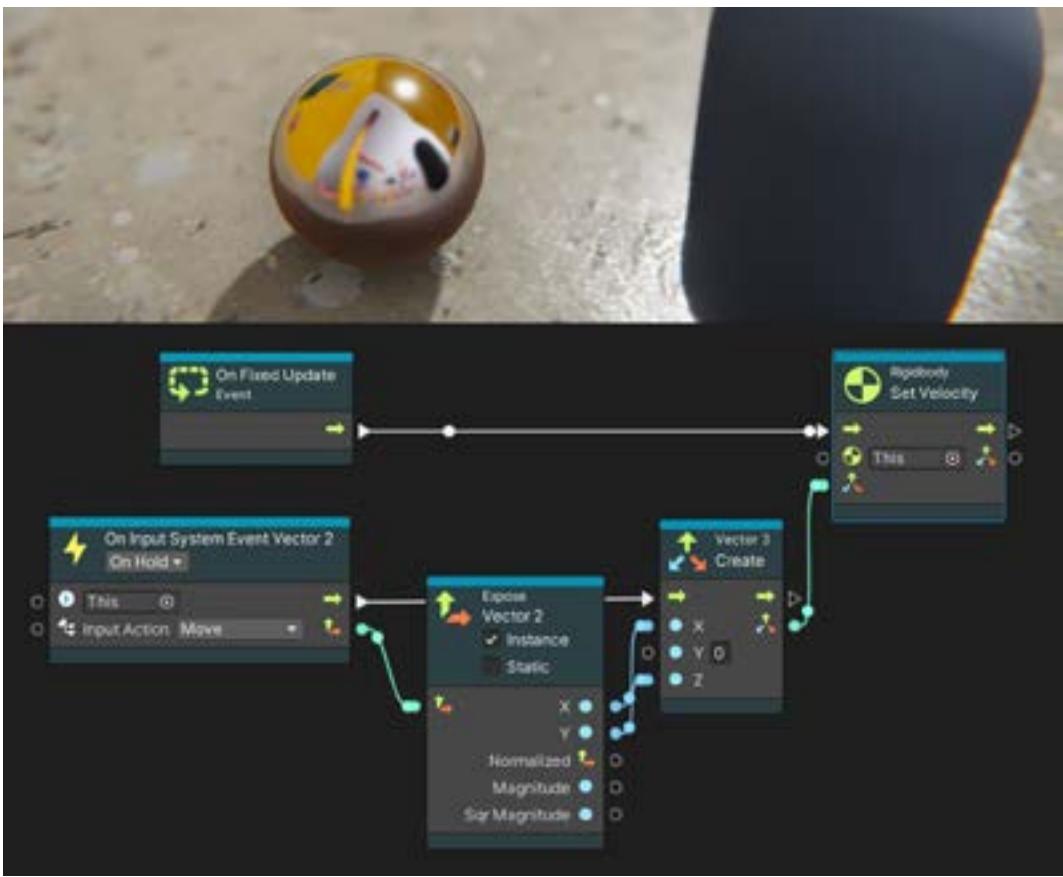 On Fixed Update
Event
Rigidbody
Set Velocity
This
On Input System Event Vector 2
On Hold
This
Input Action Move
Expose
Vector 2
Instance
Static
X
Y
Normalized
Magnitude
Sqr Magnitude
Vector 3
Create
X
Y 0
Z